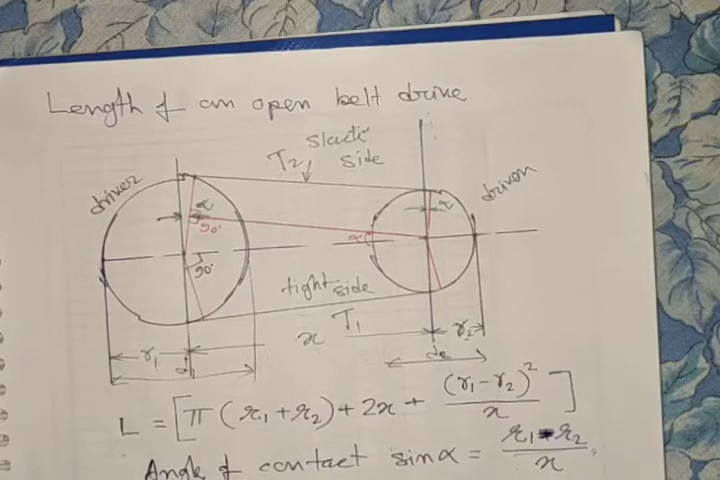 Length of an open belt drive
slack side
T2
driver
driven
α
α
90°
α
90°
tight side
T1
r1
x
r2
d1
d2
L = [π (r1+r2) + 2x + (r1-r2)²/x]
Angle of contact sinα = r1-r2/x